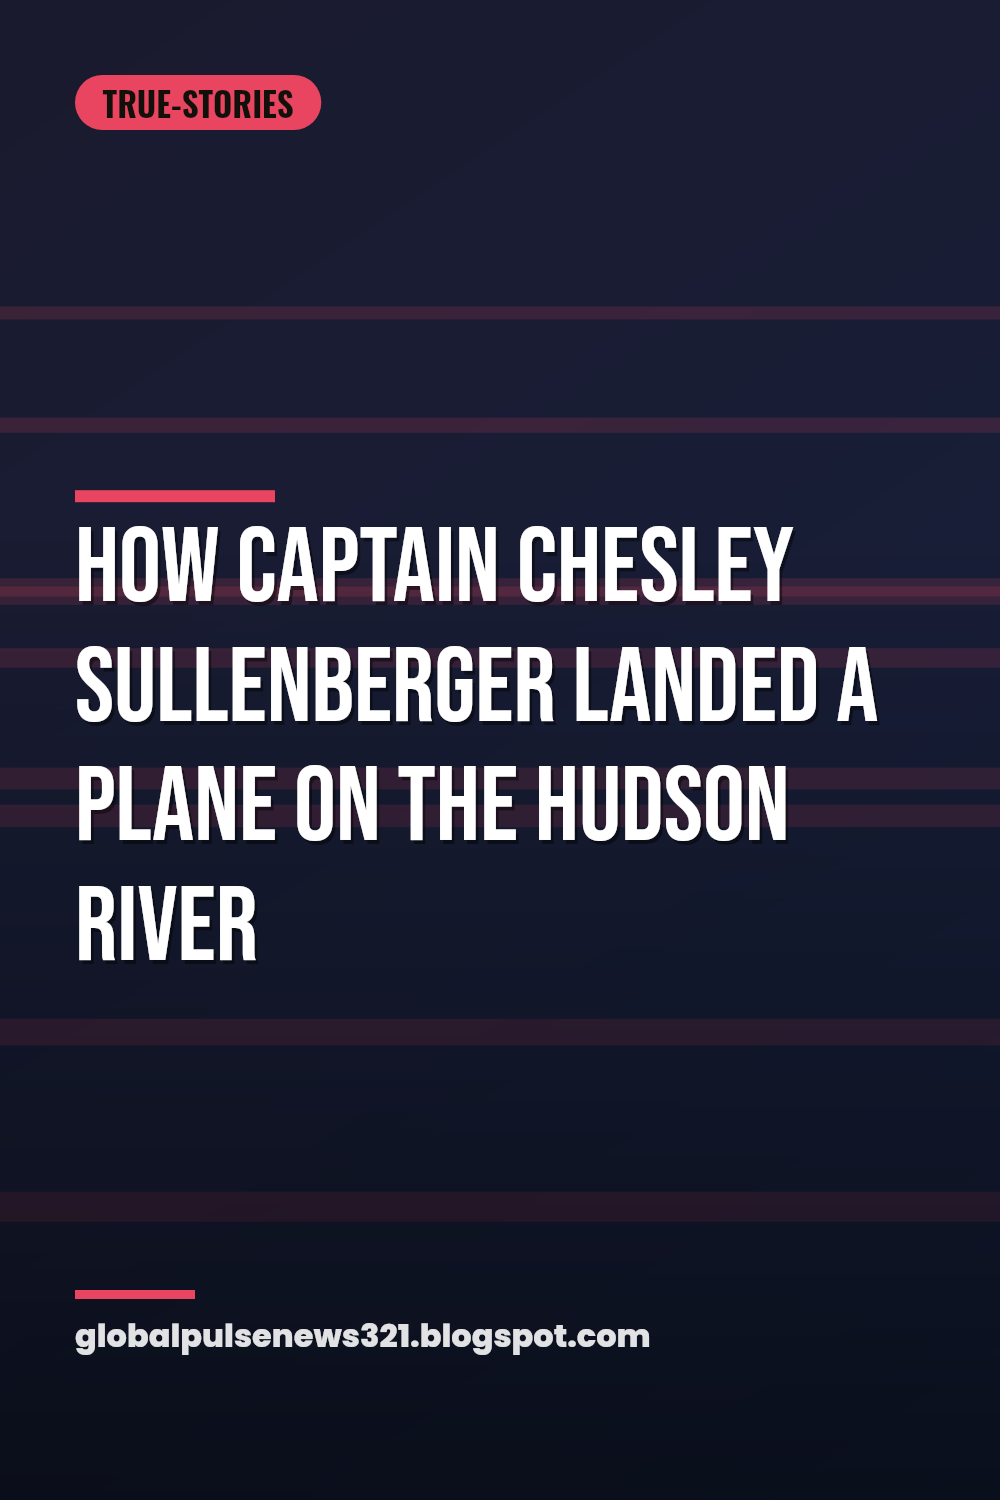 TRUE-STORIES
HOW CAPTAIN CHESLEY
SULLENBERGER LANDED A
PLANE ON THE HUDSON
RIVER
globalpulsenews321.blogspot.com